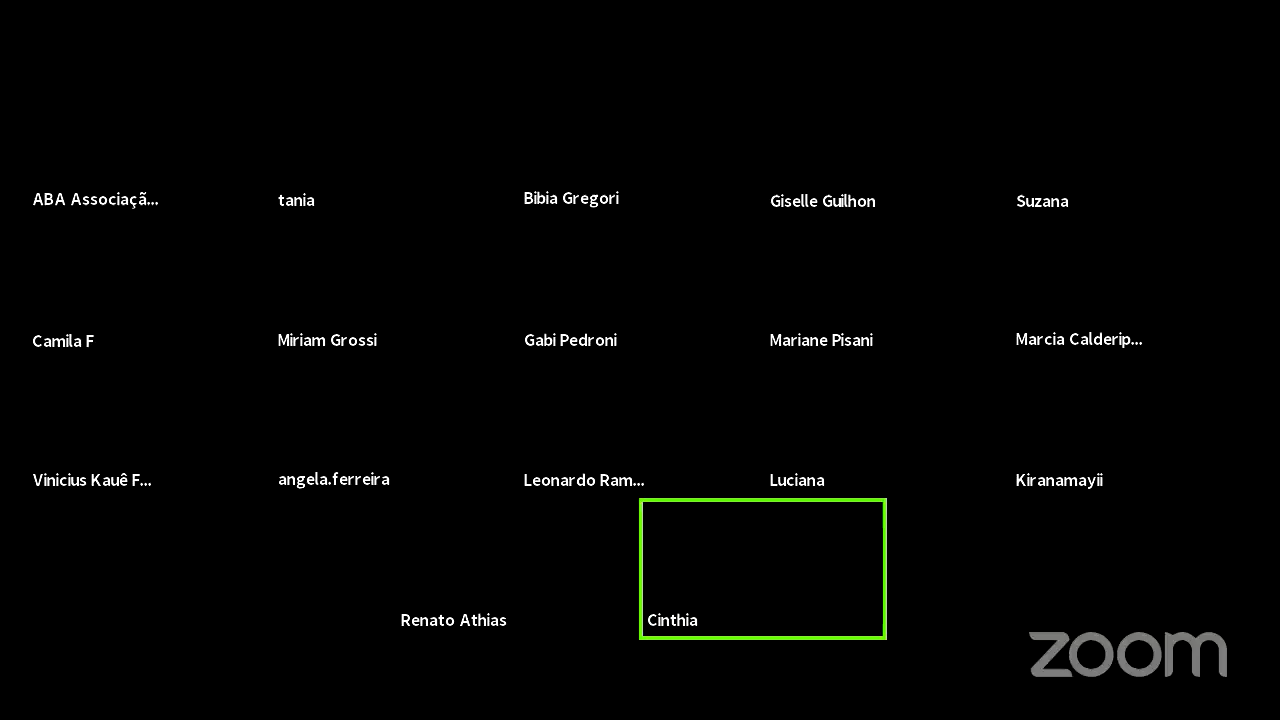 ABA Associaçã...
tania
Bibia Gregori
Giselle Guilhon
Suzana
Camila F
Miriam Grossi
Gabi Pedroni
Mariane Pisani
Marcia Calderip...
Vinicius Kauê F...
angela.ferreira
Leonardo Ram...
Luciana
Kiranamayii
Renato Athias
Cinthia
zoom